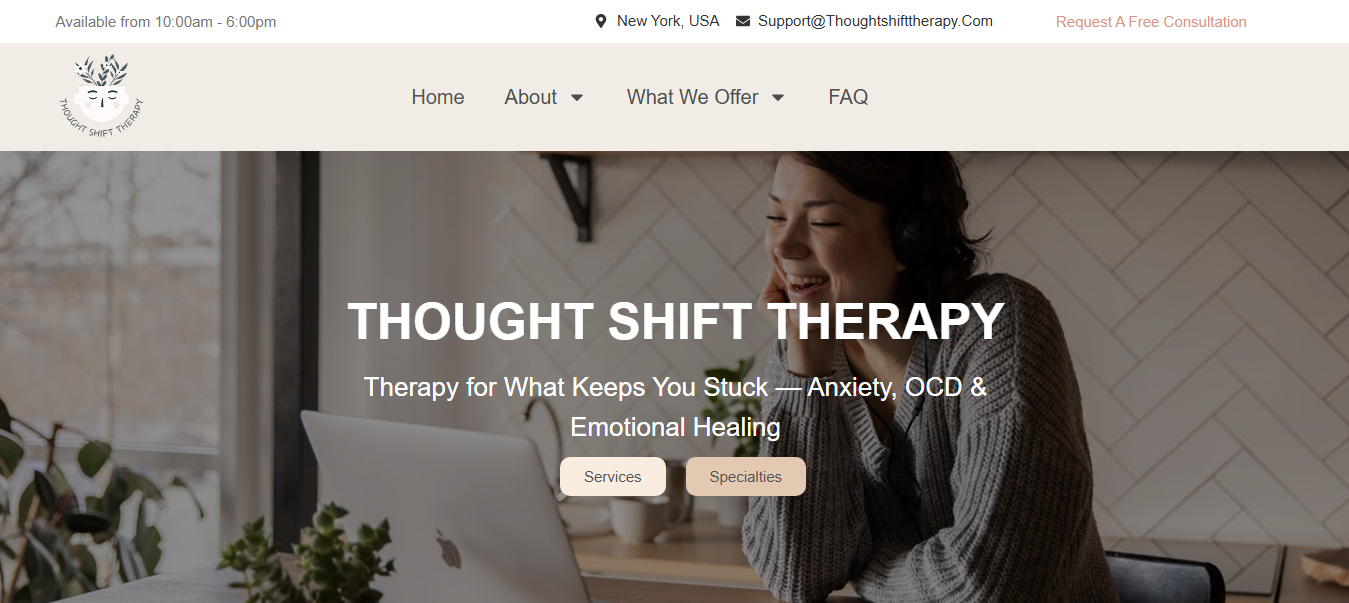 Available from 10:00am - 6:00pm
New York, USA
Support@Thoughtshifttherapy.Com
Request A Free Consultation
THOUGHT SHIFT THERAPY
Home
About
What We Offer
FAQ
THOUGHT SHIFT THERAPY
Therapy for What Keeps You Stuck — Anxiety, OCD &
Emotional Healing
Services
Specialties